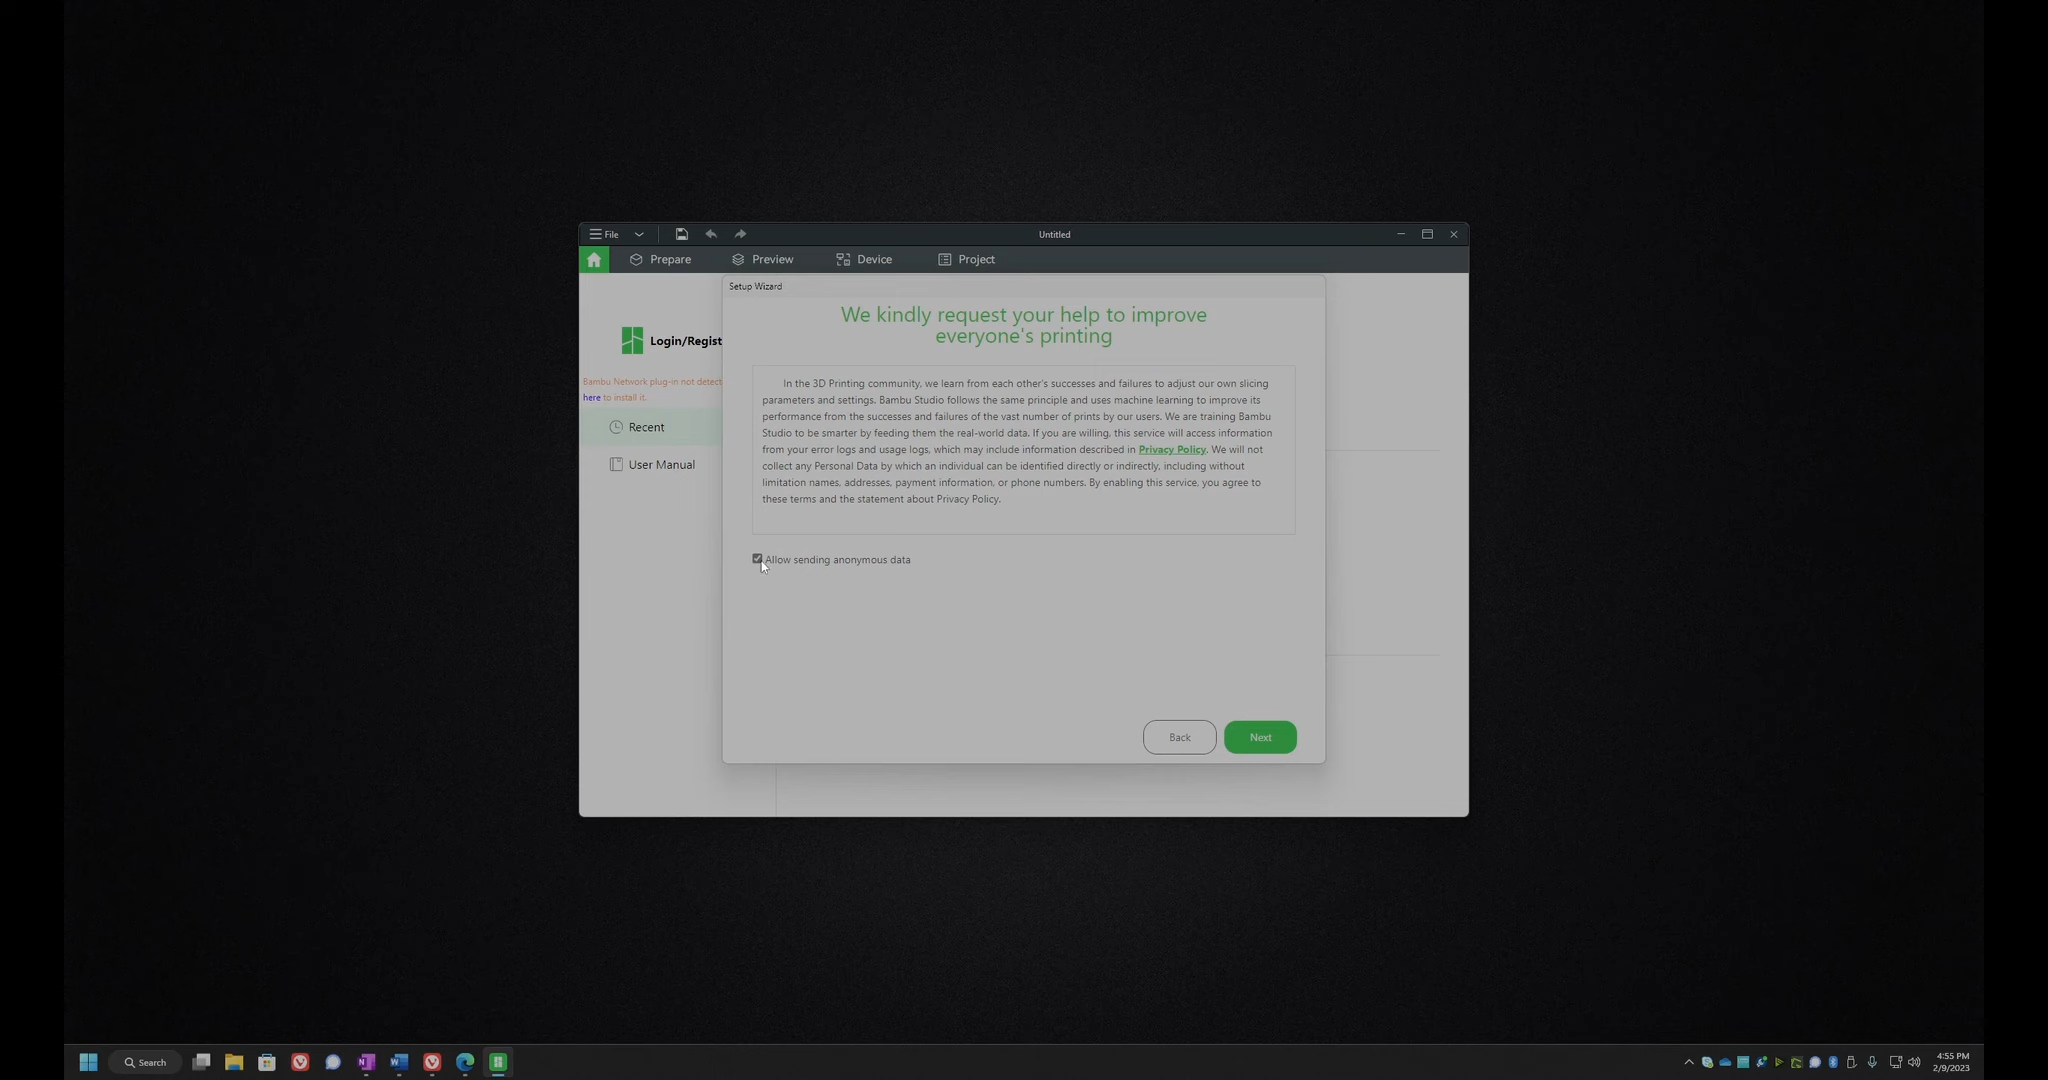 File
Untitled
Prepare
Preview
Device
Project
Setup Wizard
We kindly request your help to improve
everyone's printing
Login/Regist
Bambu Network plug-in not detect
here to install it.
Recent
User Manual
In the 3D Printing community, we learn from each other's successes and failures to adjust our own slicing
parameters and settings. Bambu Studio follows the same principle and uses machine learning to improve its
performance from the successes and failures of the vast number of prints by our users. We are training Bambu
Studio to be smarter by feeding them the real-world data. If you are willing, this service will access information
from your error logs and usage logs, which may include information described in Privacy Policy. We will not
collect any Personal Data by which an individual can be identified directly or indirectly, including without
limitation names, addresses, payment information, or phone numbers. By enabling this service, you agree to
these terms and the statement about Privacy Policy.
Allow sending anonymous data
Back
Next
Search
4:55 PM
2/9/2023